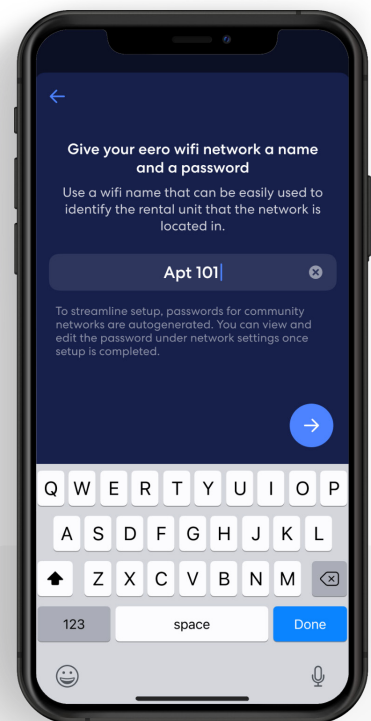 Give your eero wifi network a name
and a password
Use a wifi name that can be easily used to
identify the rental unit that the network is
located in.
Apt 101
To streamline setup, passwords for community
networks are autogenerated. You can view and
edit the password under network settings once
setup is completed.
Q W E R T Y U I O P
A S D F G H J K L
Z X C V B N M
123 space Done